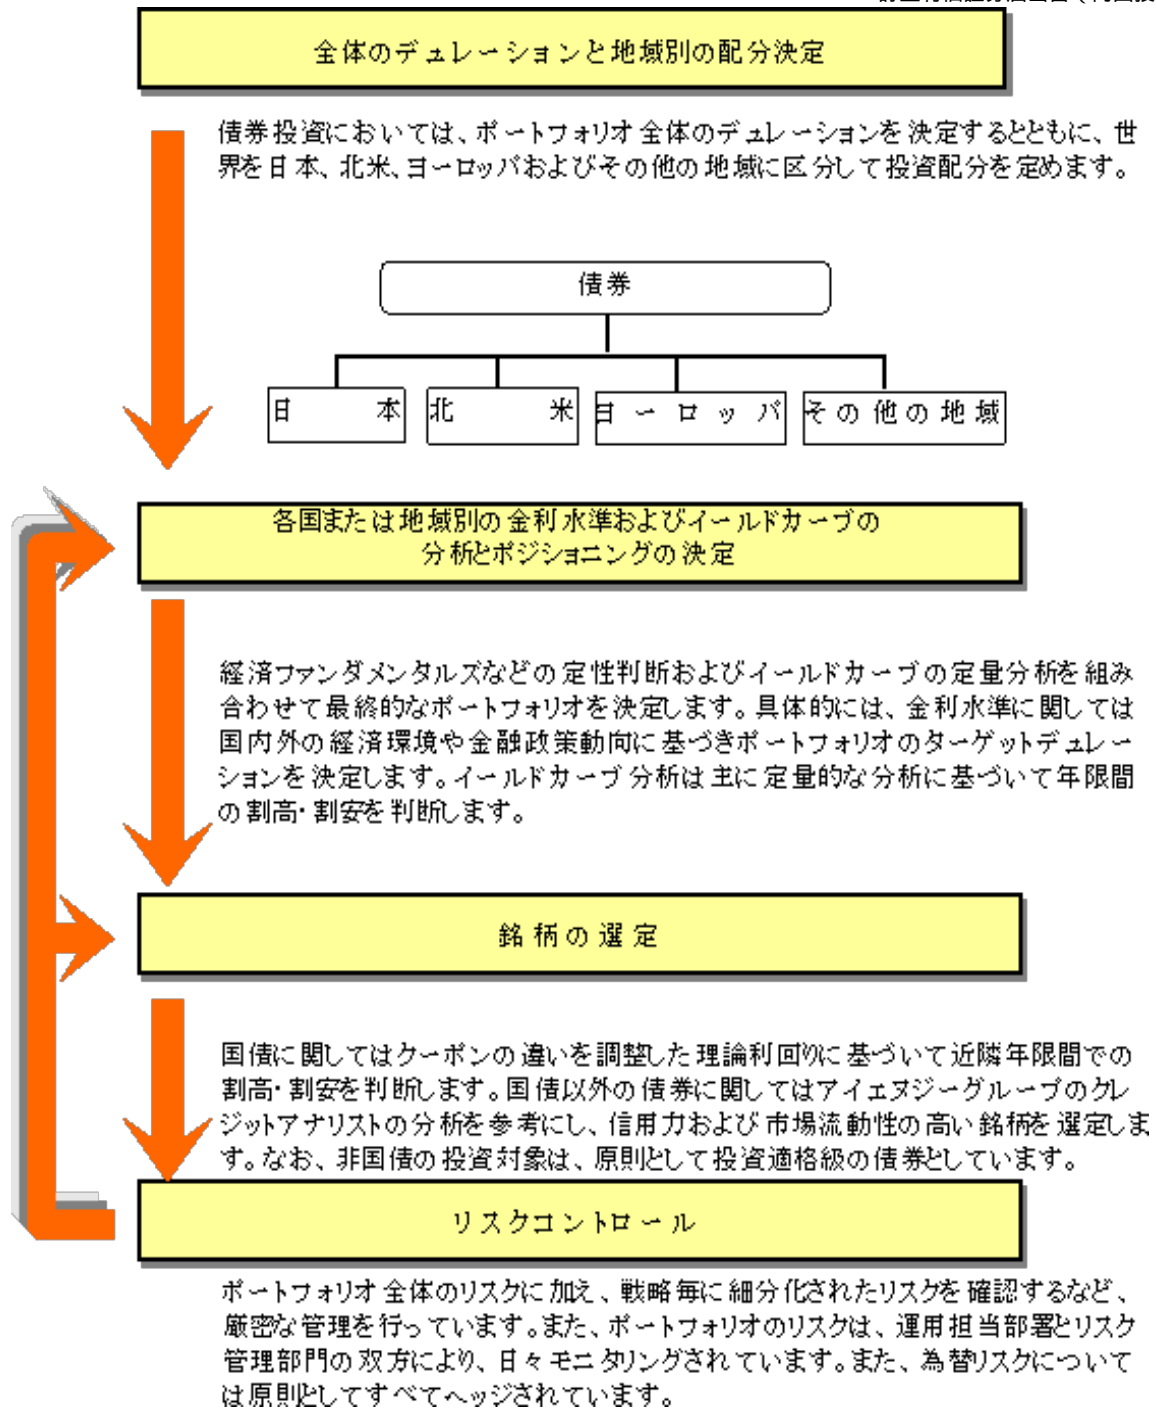 全体のデュレーションと地域別の配分決定
債券投資においては、ポートフォリオ全体のデュレーションを決定するとともに、世
界を日本、北米、ヨーロッパおよびその他の地域に区分して投資配分を定めます。
債券
日本 北米 ヨーロッパ その他の地域
各国または地域別の金利水準およびイールドカーブの
分析とポジショニングの決定
経済ファンダメンタルズなどの定性判断およびイールドカーブの定量分析を組み
合わせて最終的なポートフォリオを決定します。具体的には、金利水準に関しては
国内外の経済環境や金融政策動向に基づきポートフォリオのターゲットデュレー
ションを決定します。イールドカーブ分析は主に定量的な分析に基づいて年限間
の割高・割安を判断します。
銘柄の選定
国債に関してはクーポンの違いを調整した理論利回りに基づいて近隣年限間での
割高・割安を判断します。国債以外の債券に関してはアイエヌジーグループのクレ
ジットアナリストの分析を参考にし、信用力および市場流動性の高い銘柄を選定しま
す。なお、非国債の投資対象は、原則として投資適格級の債券としています。
リスクコントロール
ポートフォリオ全体のリスクに加え、戦略毎に細分化されたリスクを確認するなど、
厳密な管理を行っています。また、ポートフォリオのリスクは、運用担当部署とリスク
管理部門の双方により、日々モニタリングされています。また、為替リスクについて
は原則としてすべてヘッジされています。